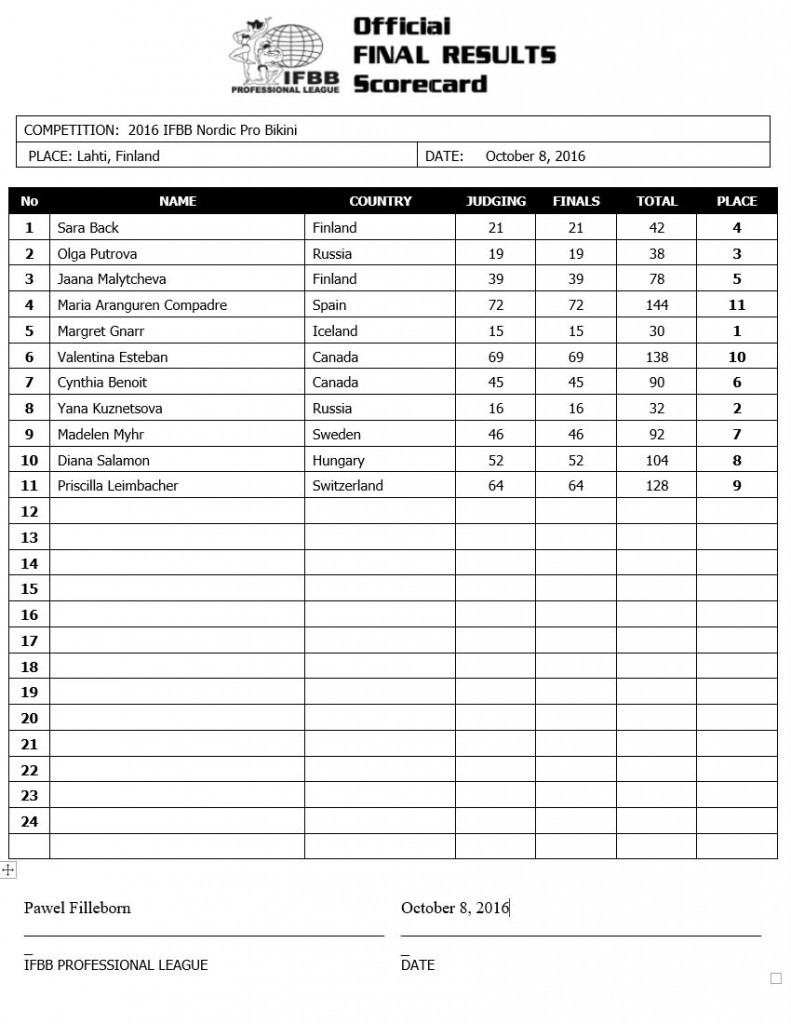 Official
FINAL RESULTS
Scorecard
IFBB
PROFESSIONAL LEAGUE
COMPETITION: 2016 IFBB Nordic Pro Bikini
PLACE: Lahti, Finland DATE: October 8, 2016
No NAME COUNTRY JUDGING FINALS TOTAL PLACE
1 Sara Back Finland 21 21 42 4
2 Olga Putrova Russia 19 19 38 3
3 Jaana Malytcheva Finland 39 39 78 5
4 Maria Aranguren Compadre Spain 72 72 144 11
5 Margret Gnarr Iceland 15 15 30 1
6 Valentina Esteban Canada 69 69 138 10
7 Cynthia Benoit Canada 45 45 90 6
8 Yana Kuznetsova Russia 16 16 32 2
9 Madelen Myhr Sweden 46 46 92 7
10 Diana Salamon Hungary 52 52 104 8
11 Priscilla Leimbacher Switzerland 64 64 128 9
12
13
14
15
16
17
18
19
20
21
22
23
24
Pawel Filleborn October 8, 2016
IFBB PROFESSIONAL LEAGUE DATE